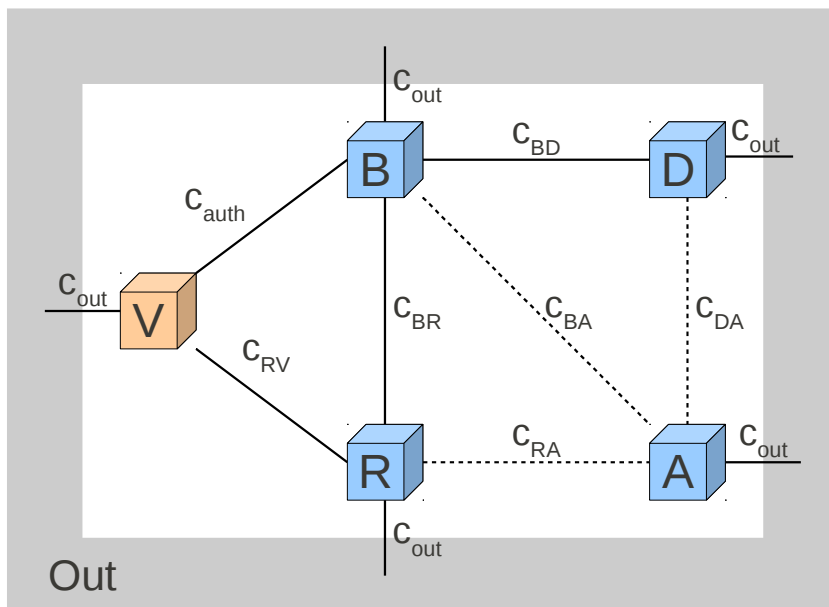 c_out
B
c_BD
D
c_out
c_auth
c_out
V
c_BR
c_BA
c_DA
c_RV
R
c_RA
A
c_out
c_out
Out